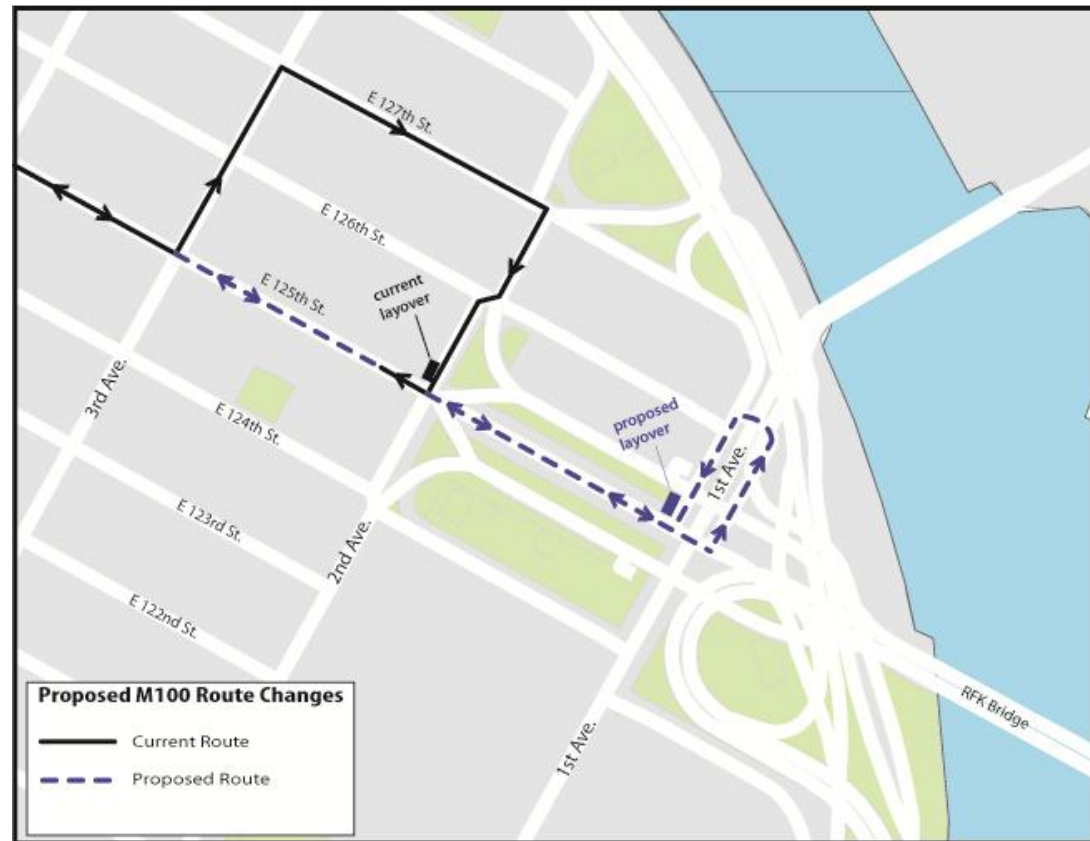 E 127th St.
E 126th St.
E 125th St.
current
layover
3rd Ave.
E 124th St.
proposed
layover
1st Ave.
E 123rd St.
2nd Ave.
E 122nd St.
RFK Bridge
1st Ave.
Proposed M100 Route Changes
Current Route
Proposed Route